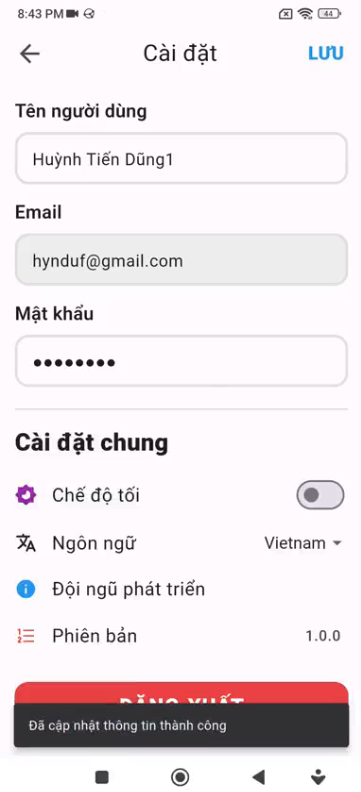 8:43 PM
44
Cài đặt
LƯU
Tên người dùng
Huỳnh Tiến Dũng1
Email
hynduf@gmail.com
Mật khẩu
••••••••
Cài đặt chung
Chế độ tối
Ngôn ngữ
Vietnam
Đội ngũ phát triển
Phiên bản
1.0.0
ĐĂNG XUẤT
Đã cập nhật thông tin thành công